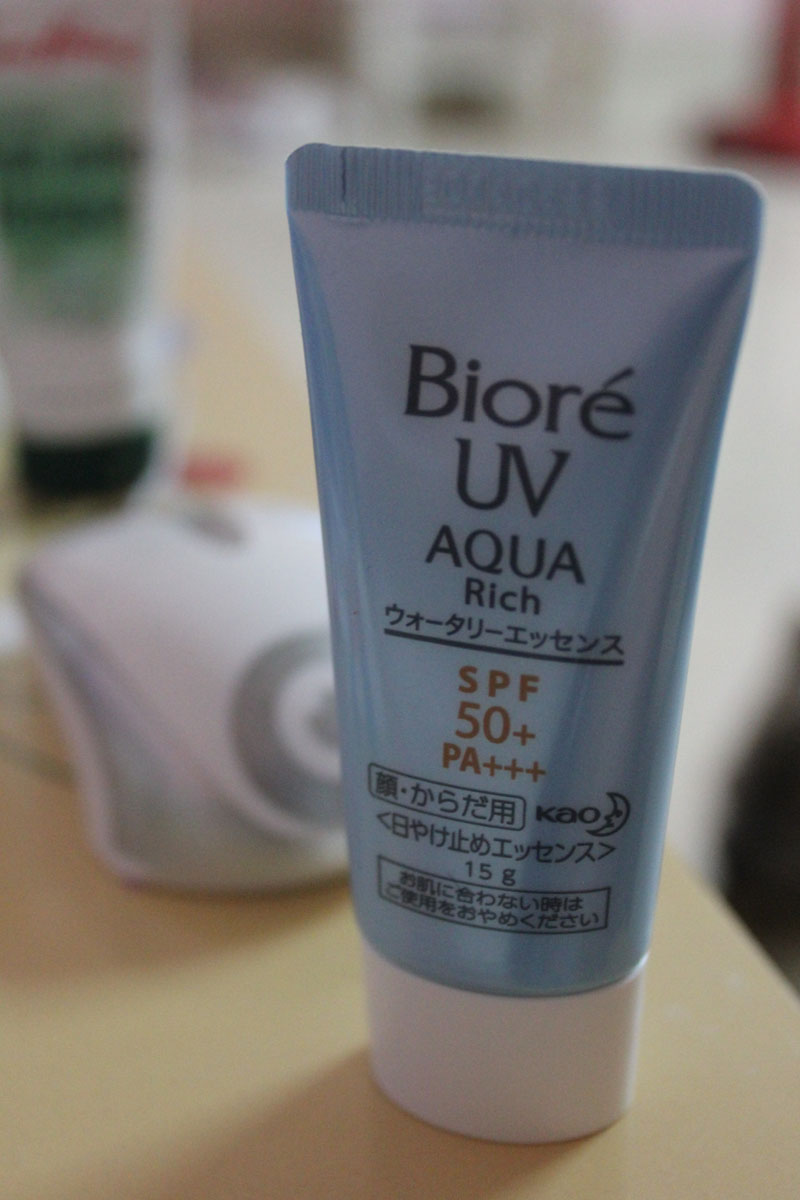 Bioré
UV
AQUA
Rich
ウォータリーエッセンス
SPF
50+
PA+++
顔・からだ用 Kao
<日やけ止めエッセンス>
15g
お肌に合わない時は
ご使用をおやめください